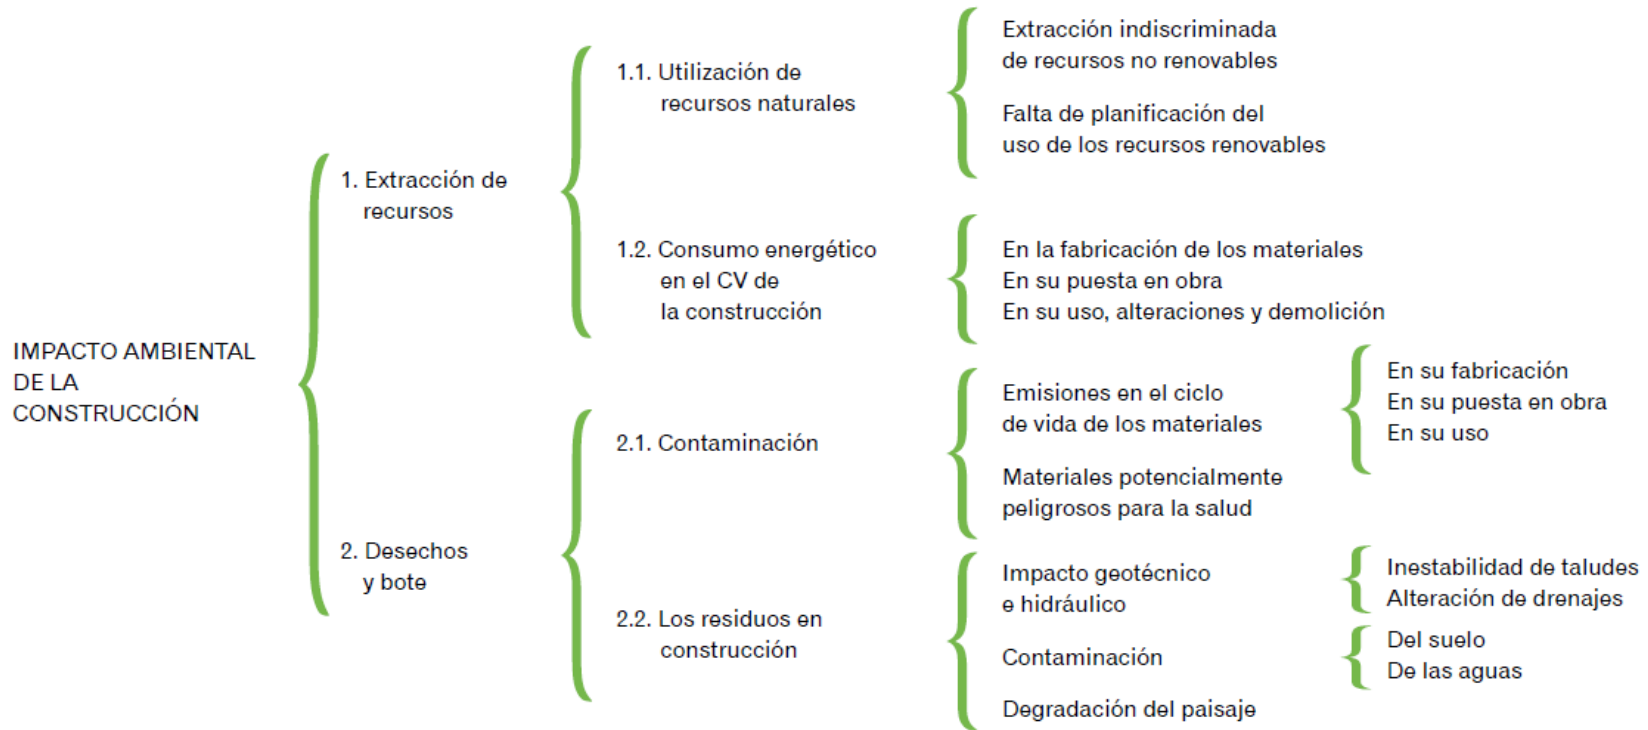 IMPACTO AMBIENTAL
DE LA
CONSTRUCCIÓN
1. Extracción de
recursos
1.1. Utilización de
recursos naturales
Extracción indiscriminada
de recursos no renovables
Falta de planificación del
uso de los recursos renovables
1.2. Consumo energético
en el CV de
la construcción
En la fabricación de los materiales
En su puesta en obra
En su uso, alteraciones y demolición
2. Desechos
y bote
2.1. Contaminación
Emisiones en el ciclo
de vida de los materiales
En su fabricación
En su puesta en obra
En su uso
Materiales potencialmente
peligrosos para la salud
2.2. Los residuos en
construcción
Impacto geotécnico
e hidráulico
Inestabilidad de taludes
Alteración de drenajes
Contaminación
Del suelo
De las aguas
Degradación del paisaje